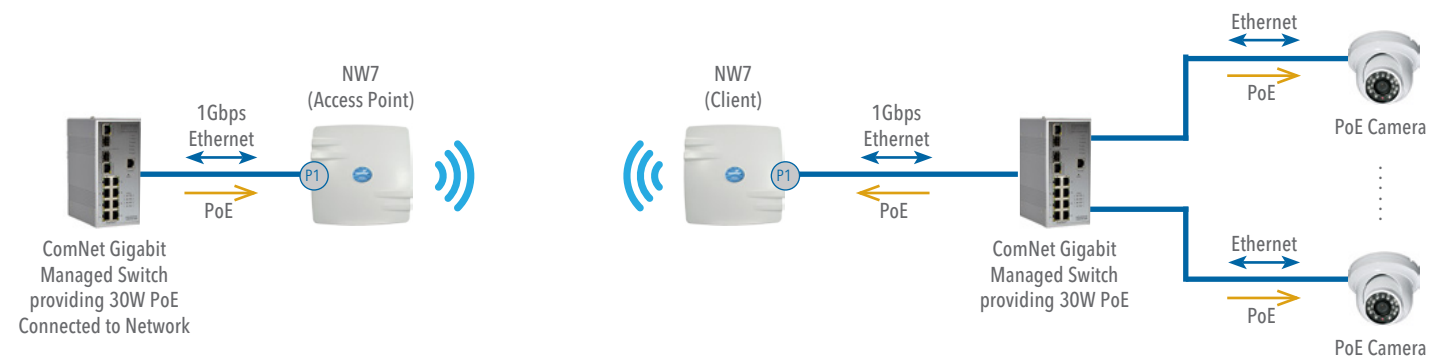 NW7
(Access Point)
1Gbps
Ethernet
P1
PoE
ComNet Gigabit
Managed Switch
providing 30W PoE
Connected to Network
NW7
(Client)
P1
1Gbps
Ethernet
PoE
ComNet Gigabit
Managed Switch
providing 30W PoE
Ethernet
PoE
PoE Camera
Ethernet
PoE
PoE Camera